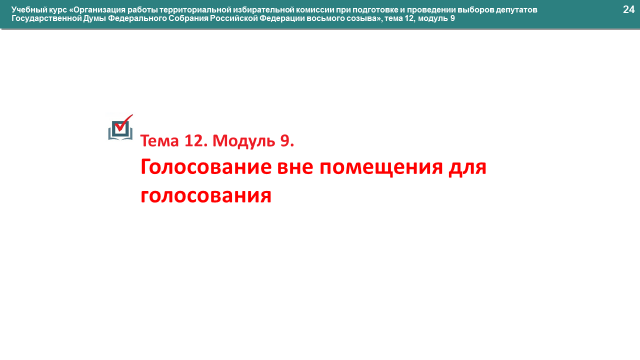 Учебный курс «Организация работы территориальной избирательной комиссии при подготовке и проведении выборов депутатов
Государственной Думы Федерального Собрания Российской Федерации восьмого созыва», тема 12, модуль 9
24
Тема 12. Модуль 9.
Голосование вне помещения для
голосования